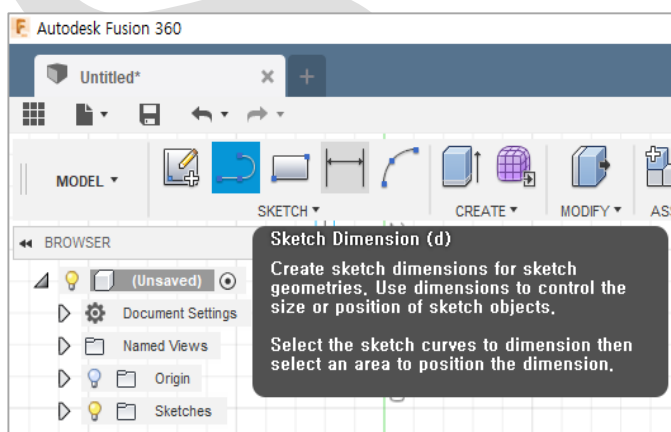 Autodesk Fusion 360
Untitled*
MODEL
SKETCH
CREATE
MODIFY
AS
BROWSER
Sketch Dimension (d)
Create sketch dimensions for sketch
geometries. Use dimensions to control the
size or position of sketch objects.
Select the sketch curves to dimension then
select an area to position the dimension.
(Unsaved)
Document Settings
Named Views
Origin
Sketches